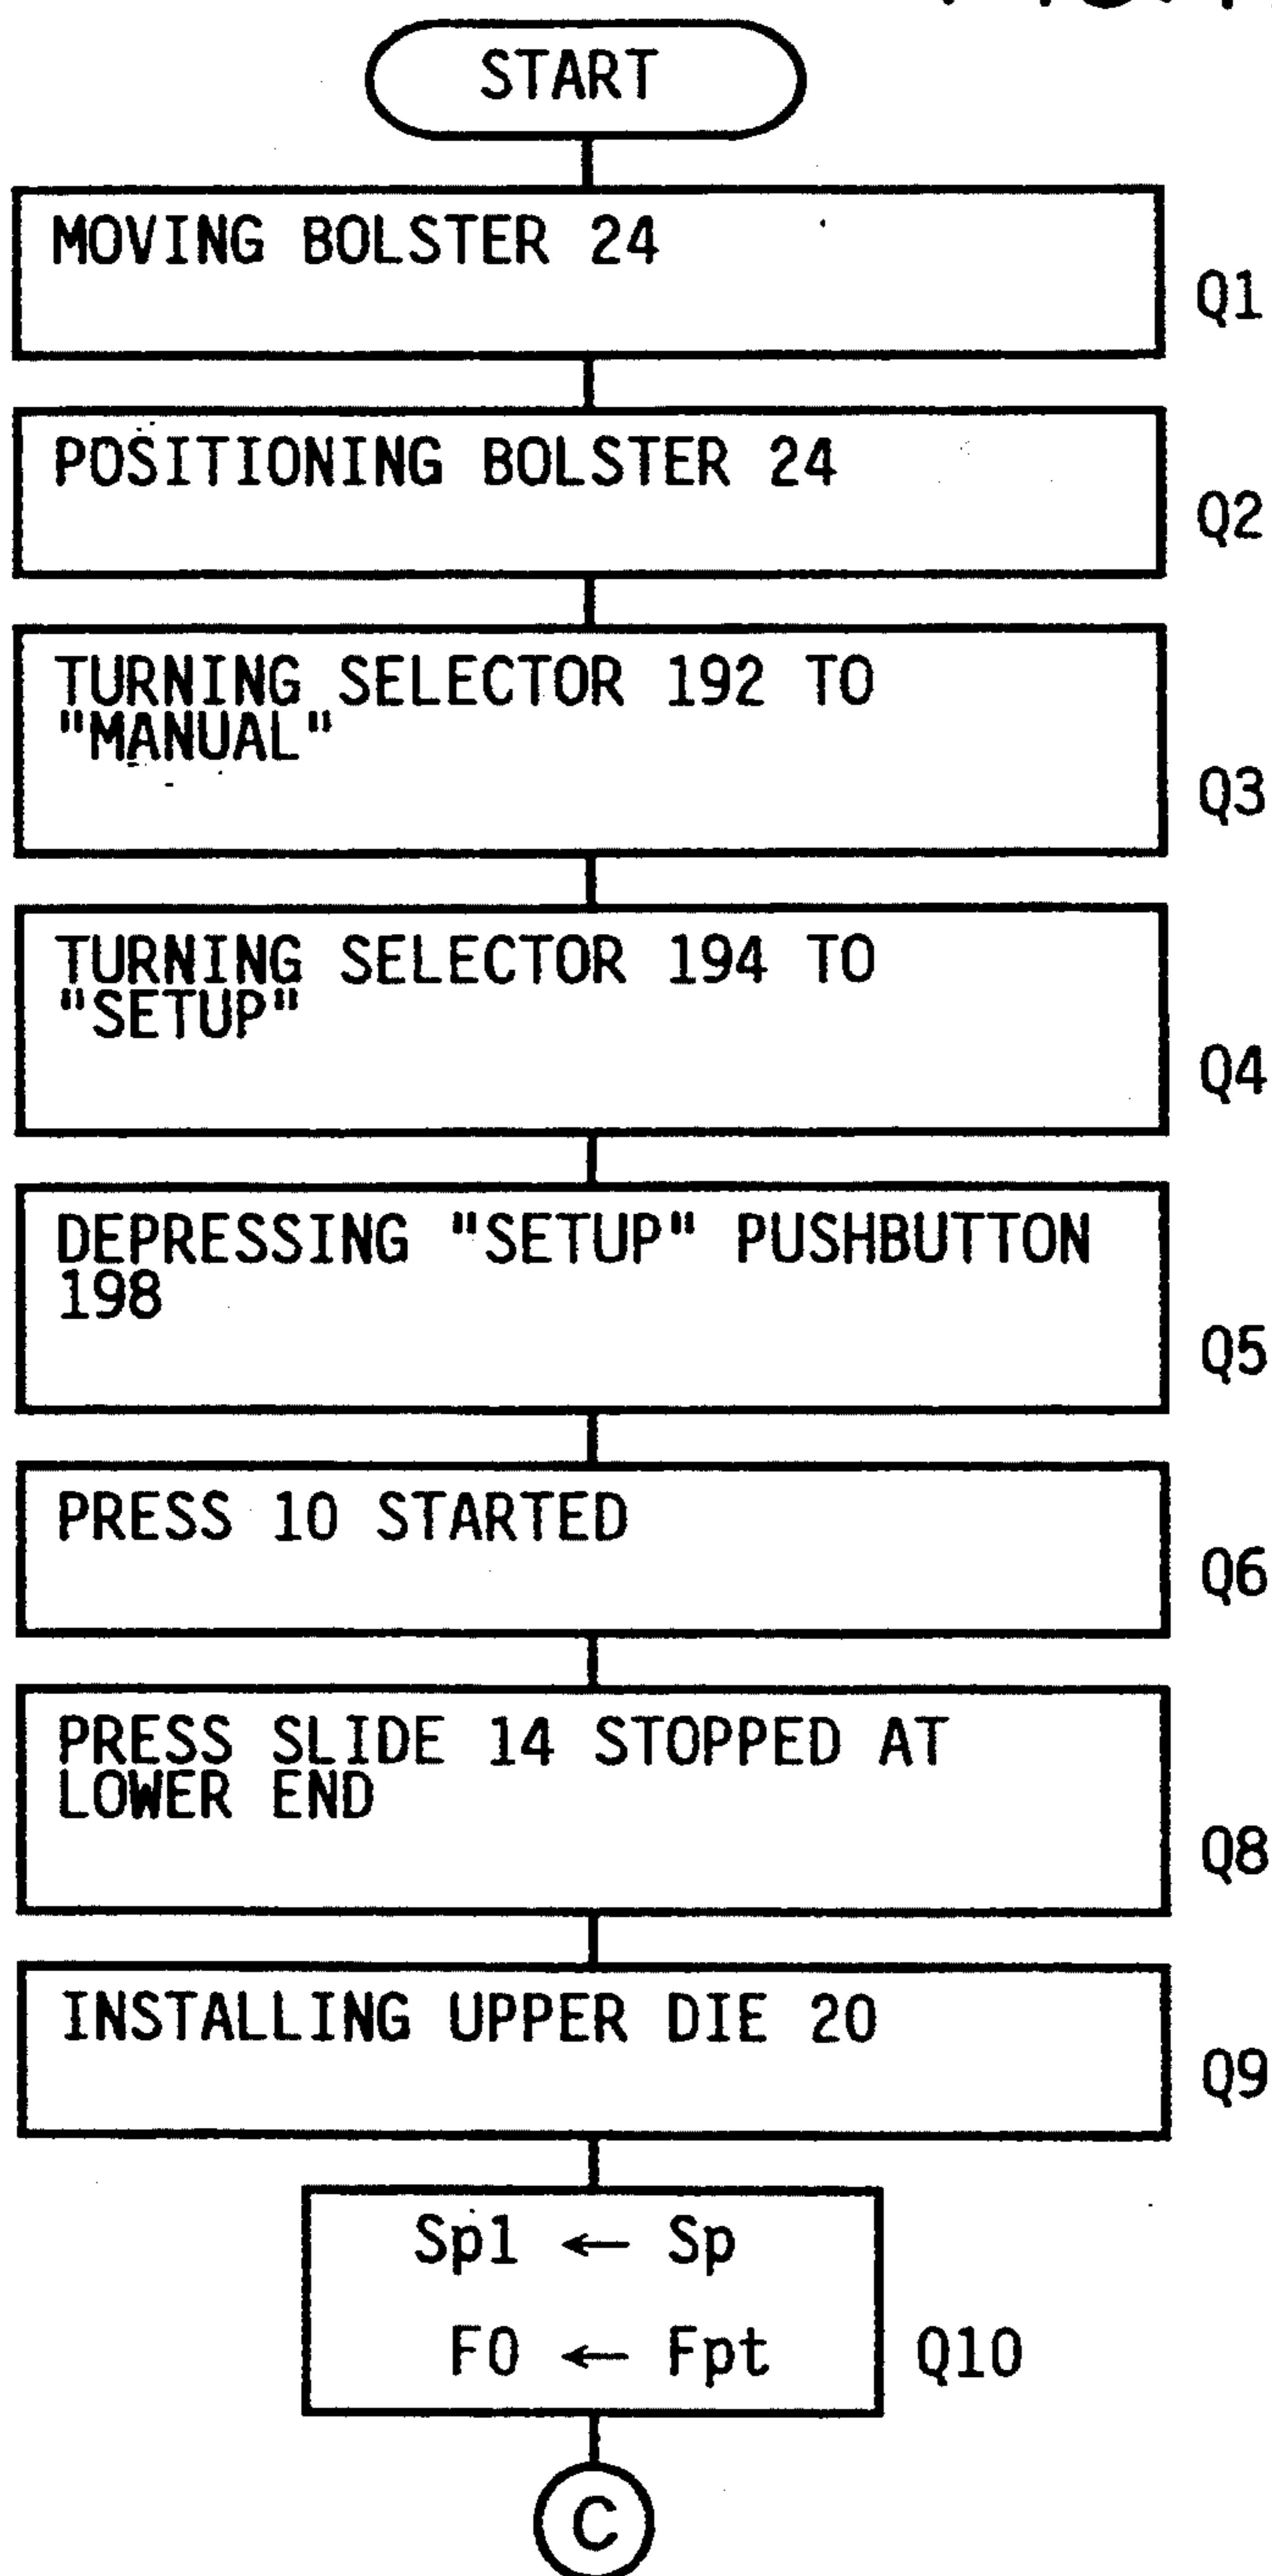 START
MOVING BOLSTER 24
Q1
POSITIONING BOLSTER 24
Q2
TURNING SELECTOR 192 TO
"MANUAL"
Q3
TURNING SELECTOR 194 TO
"SETUP"
Q4
DEPRESSING "SETUP" PUSHBUTTON
198
Q5
PRESS 10 STARTED
Q6
PRESS SLIDE 14 STOPPED AT
LOWER END
Q8
INSTALLING UPPER DIE 20
Q9
Sp1 ← Sp
F0 ← Fpt
Q10
C